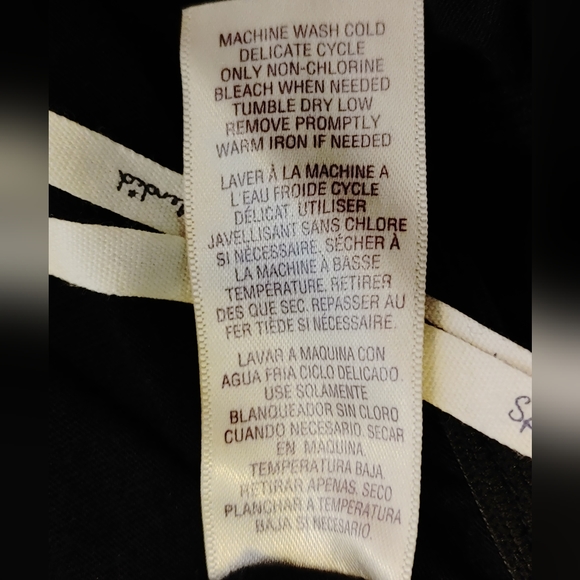 MACHINE WASH COLD
DELICATE CYCLE
ONLY NON-CHLORINE
BLEACH WHEN NEEDED
TUMBLE DRY LOW
REMOVE PROMPTLY
WARM IRON IF NEEDED
LAVER À LA MACHINE A
L'EAU FROIDE CYCLE
DÉLICAT. UTILISER
JAVELLISANT SANS CHLORE
SI NÉCESSAIRE. SÉCHER À
LA MACHINE À BASSE
TEMPÉRATURE. RETIRER
DES QUE SEC. REPASSER AU
FER TIÈDE SI NÉCESSAIRE.
LAVAR A MAQUINA CON
AGUA FRIA CICLO DELICADO.
USE SOLAMENTE
BLANQUEADOR SIN CLORO
CUANDO NECESARIO. SECAR
EN MAQUINA.
TEMPERATURA BAJA.
RETIRAR APENAS. SECO
PLANCHAR A TEMPERATURA
BAJA SI NECESARIO.